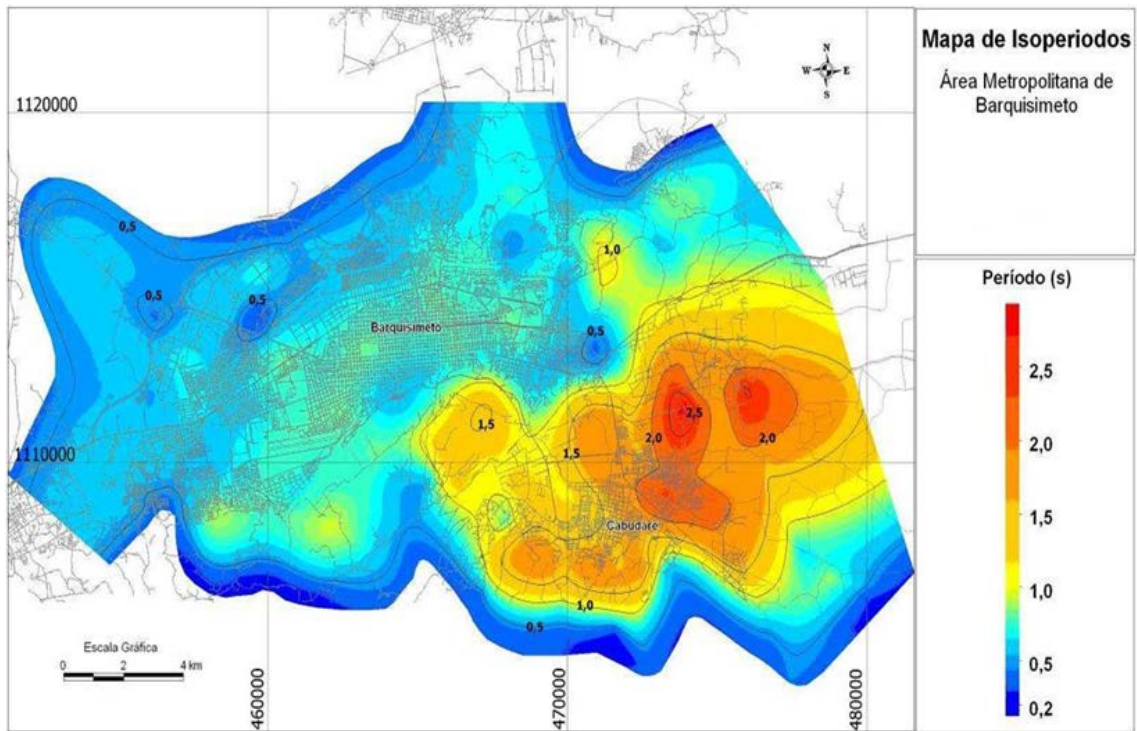 Mapa de Isoperiodos
Área Metropolitana de
Barquisimeto
N
W E
S
1120000
0,5
1,0
0,5
0,5
Barquisimeto
0,5
1,5
2,5
2,0
2,0
1,5
1110000
Cabudare
1,0
0,5
Escala Gráfica
0 2 4 km
460000
470000
480000
Período (s)
2,5
2,0
1,5
1,0
0,5
0,2